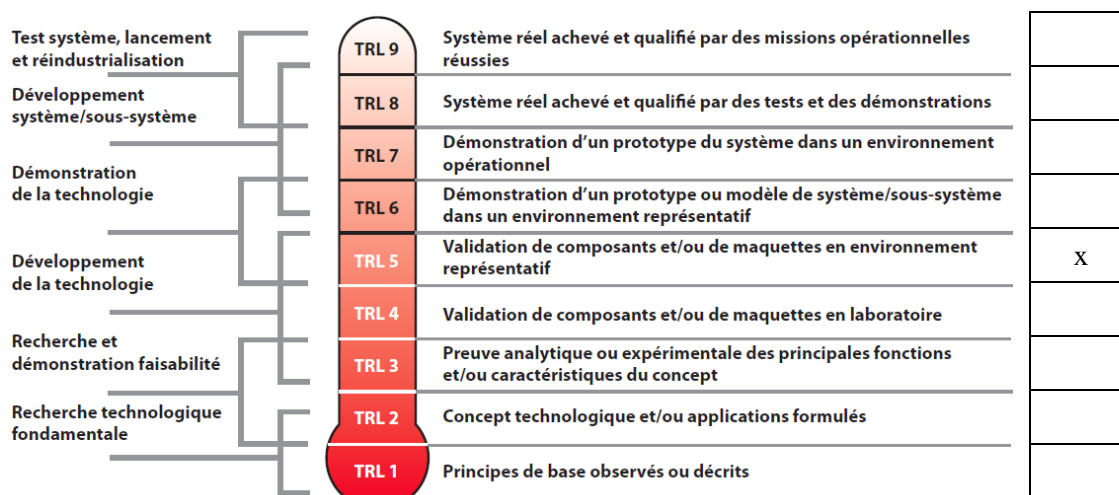 Test système, lancement
et réindustrialisation
Développement
système/sous-système
Démonstration
de la technologie
Développement
de la technologie
Recherche et
démonstration faisabilité
Recherche technologique
fondamentale
TRL 9
Système réel achevé et qualifié par des missions opérationnelles
réussies
TRL 8
Système réel achevé et qualifié par des tests et des démonstrations
TRL 7
Démonstration d’un prototype du système dans un environnement
opérationnel
TRL 6
Démonstration d’un prototype ou modèle de système/sous-système
dans un environnement représentatif
TRL 5
Validation de composants et/ou de maquettes en environnement
représentatif
x
TRL 4
Validation de composants et/ou de maquettes en laboratoire
TRL 3
Preuve analytique ou expérimentale des principales fonctions
et/ou caractéristiques du concept
TRL 2
Concept technologique et/ou applications formulés
TRL 1
Principes de base observés ou décrits